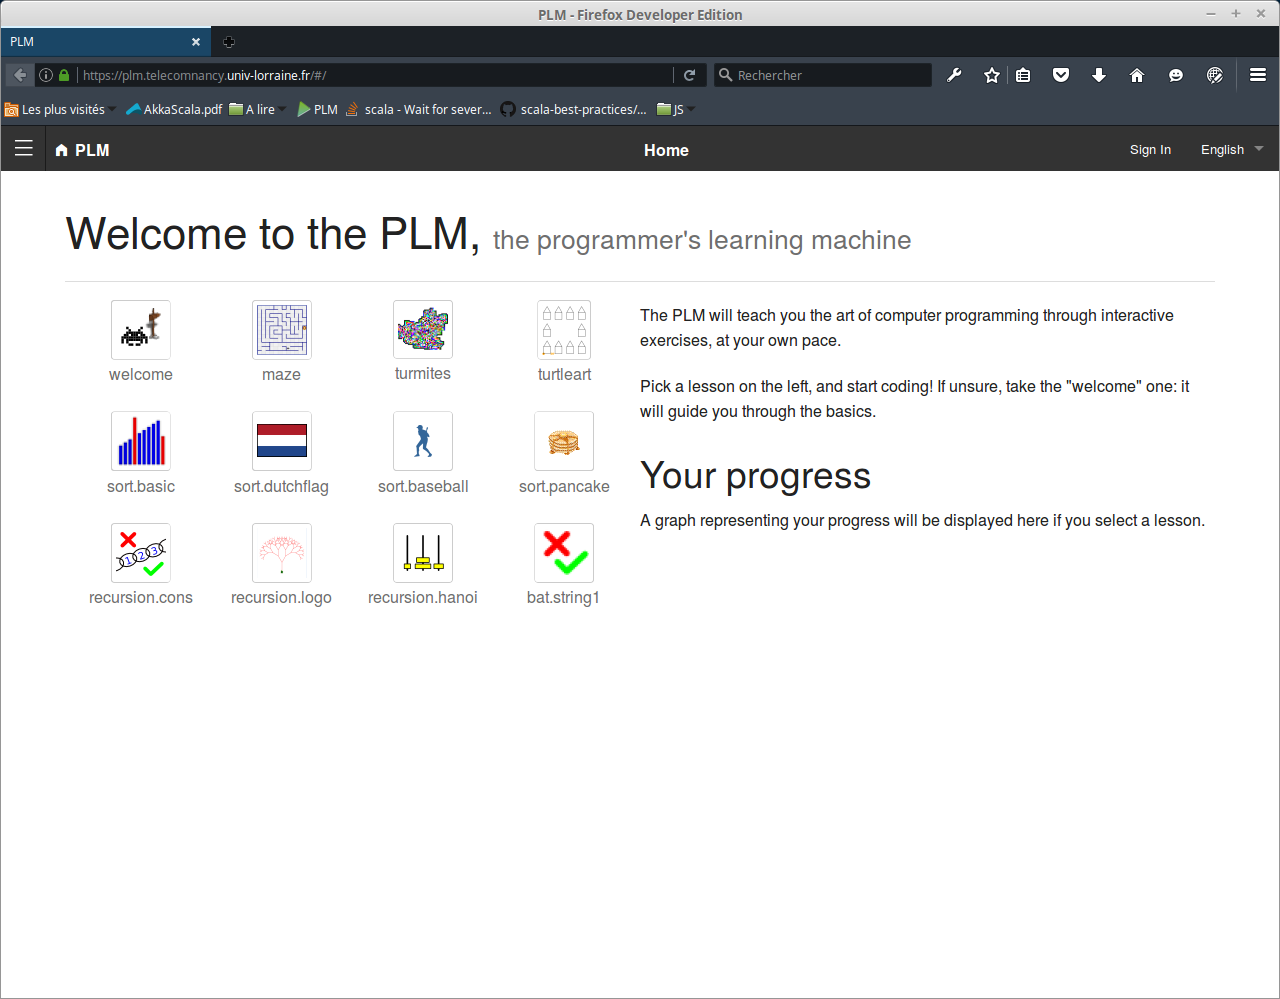 PLM - Firefox Developer Edition
PLM
https://plm.telecomnancy.univ-lorraine.fr/#/
Rechercher
Les plus visités
AkkaScala.pdf
A lire
PLM
scala - Wait for sever...
scala-best-practices/...
JS
PLM
Home
Sign In
English
Welcome to the PLM, the programmer's learning machine
welcome
maze
turmites
turtleart
sort.basic
sort.dutchflag
sort.baseball
sort.pancake
1 2 3
recursion.cons
recursion.logo
recursion.hanoi
bat.string1
The PLM will teach you the art of computer programming through interactive
exercises, at your own pace.
Pick a lesson on the left, and start coding! If unsure, take the "welcome" one: it
will guide you through the basics.
Your progress
A graph representing your progress will be displayed here if you select a lesson.